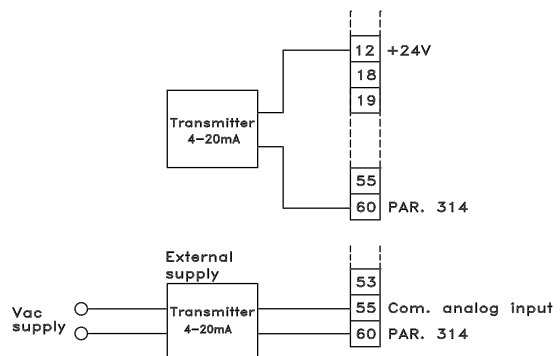 12 +24V
18
19
Transmitter
4-20mA
55
60 PAR. 314
External
supply
53
Vac
supply
Transmitter
4-20mA
55 Com. analog input
60 PAR. 314